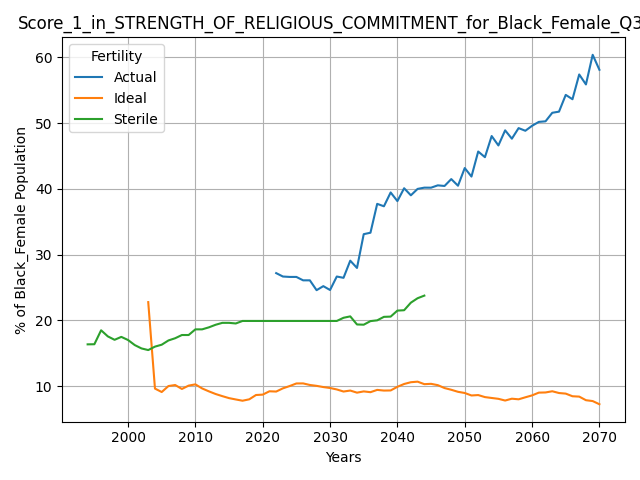 Score_1_in_STRENGTH_OF_RELIGIOUS_COMMITMENT_for_Black_Female_Q3
Fertility
Actual
Ideal
Sterile
% of Black_Female Population
60
50
40
30
20
10
2000 2010 2020 2030 2040 2050 2060 2070
Years